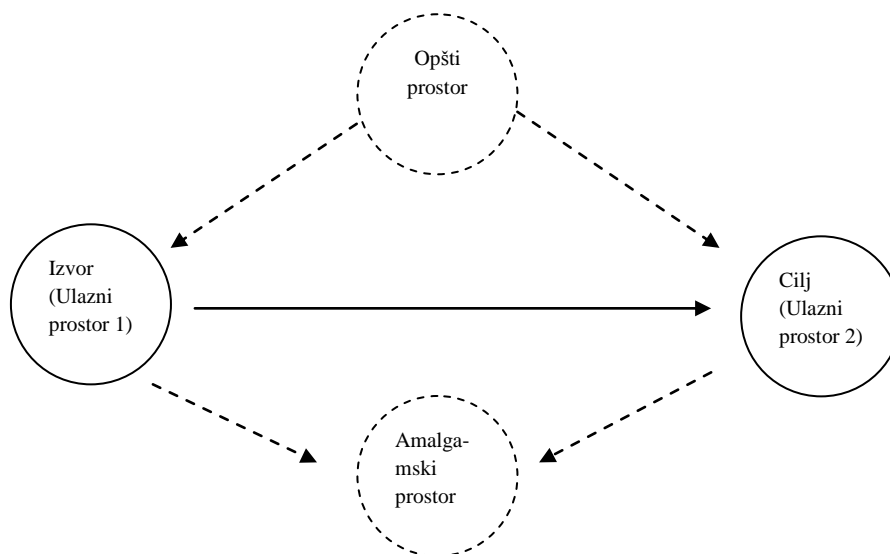 Opšti
prostor
Izvor
(Ulazni
prostor 1)
Cilj
(Ulazni
prostor 2)
Amalga-
mski
prostor